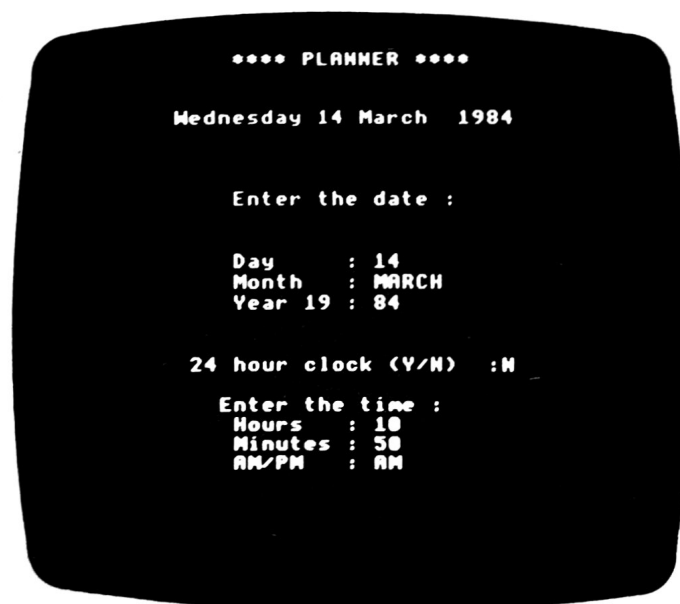 **** PLANNER ****
Wednesday 14 March 1984
Enter the date :
Day : 14
Month : MARCH
Year 19 : 84
24 hour clock (Y/N) :N
Enter the time :
Hours : 10
Minutes : 50
AM/PM : AM